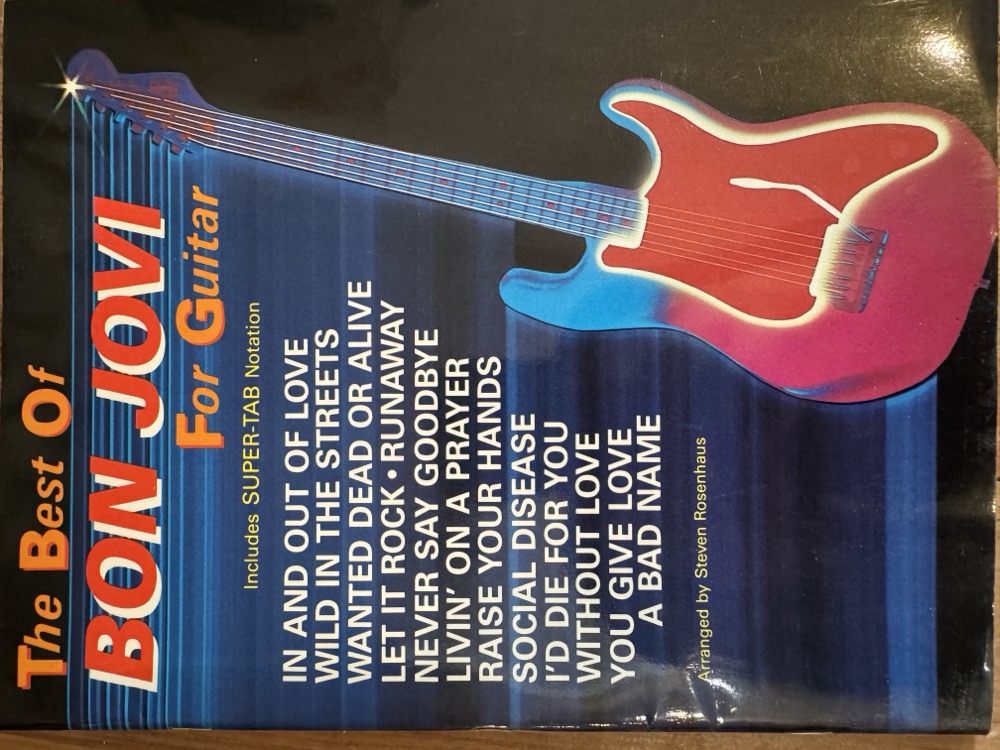 The Best Of
BON JOVI
For Guitar
Includes SUPER-TAB Notation
IN AND OUT OF LOVE
WILD IN THE STREETS
WANTED DEAD OR ALIVE
LET IT ROCK • RUNAWAY
NEVER SAY GOODBYE
LIVIN' ON A PRAYER
RAISE YOUR HANDS
SOCIAL DISEASE
I'D DIE FOR YOU
WITHOUT LOVE
YOU GIVE LOVE
A BAD NAME
Arranged by Steven Rosenhaus